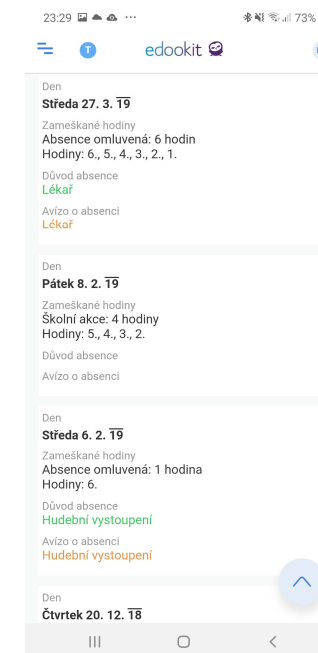 23:29 73%
T edookit
Den
Středa 27. 3. 19
Zameškané hodiny
Absence omluvená: 6 hodin
Hodiny: 6., 5., 4., 3., 2., 1.
Důvod absence
Lékař
Avízo o absenci
Lékař
Den
Pátek 8. 2. 19
Zameškané hodiny
Školní akce: 4 hodiny
Hodiny: 5., 4., 3., 2.
Důvod absence
Avízo o absenci
Den
Středa 6. 2. 19
Zameškané hodiny
Absence omluvená: 1 hodina
Hodiny: 6.
Důvod absence
Hudební vystoupení
Avízo o absenci
Hudební vystoupení
Den
Čtvrtek 20. 12. 18